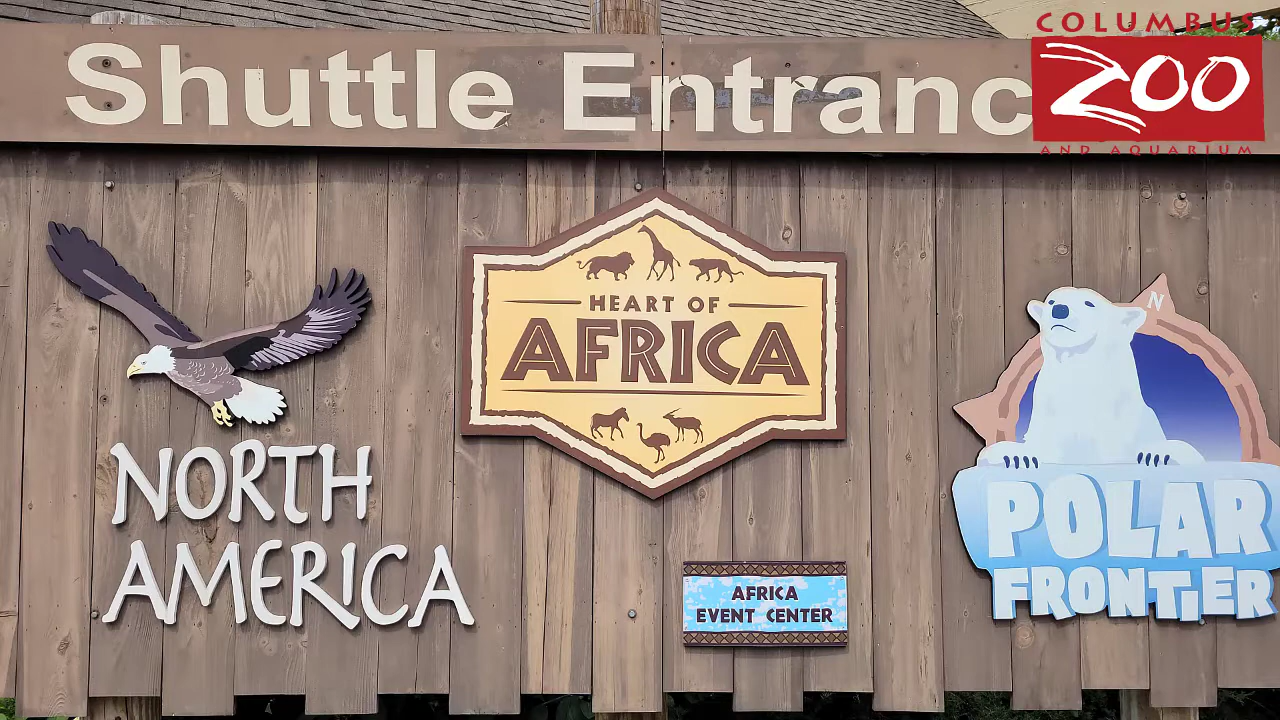 COLUMBUS
ZOO
AND AQUARIUM
Shuttle Entranc
N
HEART OF
AFRICA
NORTH
AMERICA
AFRICA
EVENT CENTER
POLAR
FRONTIER